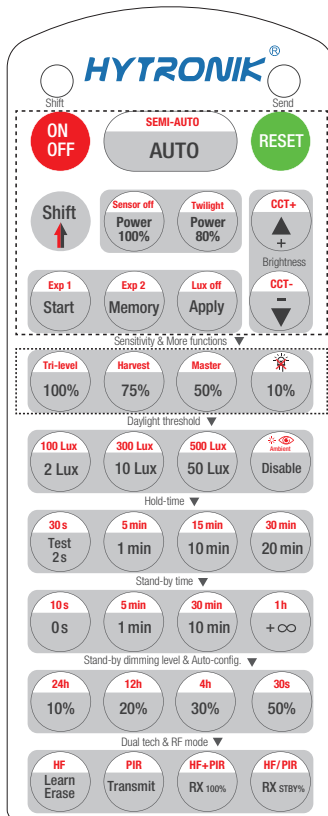 HYTRONIK®
Shift
Send
ON
OFF
SEMI-AUTO
AUTO
RESET
Shift
Sensor off
Power
100%
Twilight
Power
80%
CCT+
+
Brightness
Exp 1
Start
Exp 2
Memory
Lux off
Apply
CCT-
-
Sensitivity & More functions ▼
Tri-level
100%
Harvest
75%
Master
50%
10%
Daylight threshold ▼
100 Lux
2 Lux
300 Lux
10 Lux
500 Lux
50 Lux
Ambient
Disable
Hold-time ▼
30 s
Test
2 s
5 min
1 min
15 min
10 min
30 min
20 min
Stand-by time ▼
10 s
0 s
5 min
1 min
30 min
10 min
1 h
+∞
Stand-by dimming level & Auto-config. ▼
24h
10%
12h
20%
4h
30%
30s
50%
Dual tech & RF mode ▼
HF
Learn
Erase
PIR
Transmit
HF+PIR
RX 100%
HF/PIR
RX STBY%